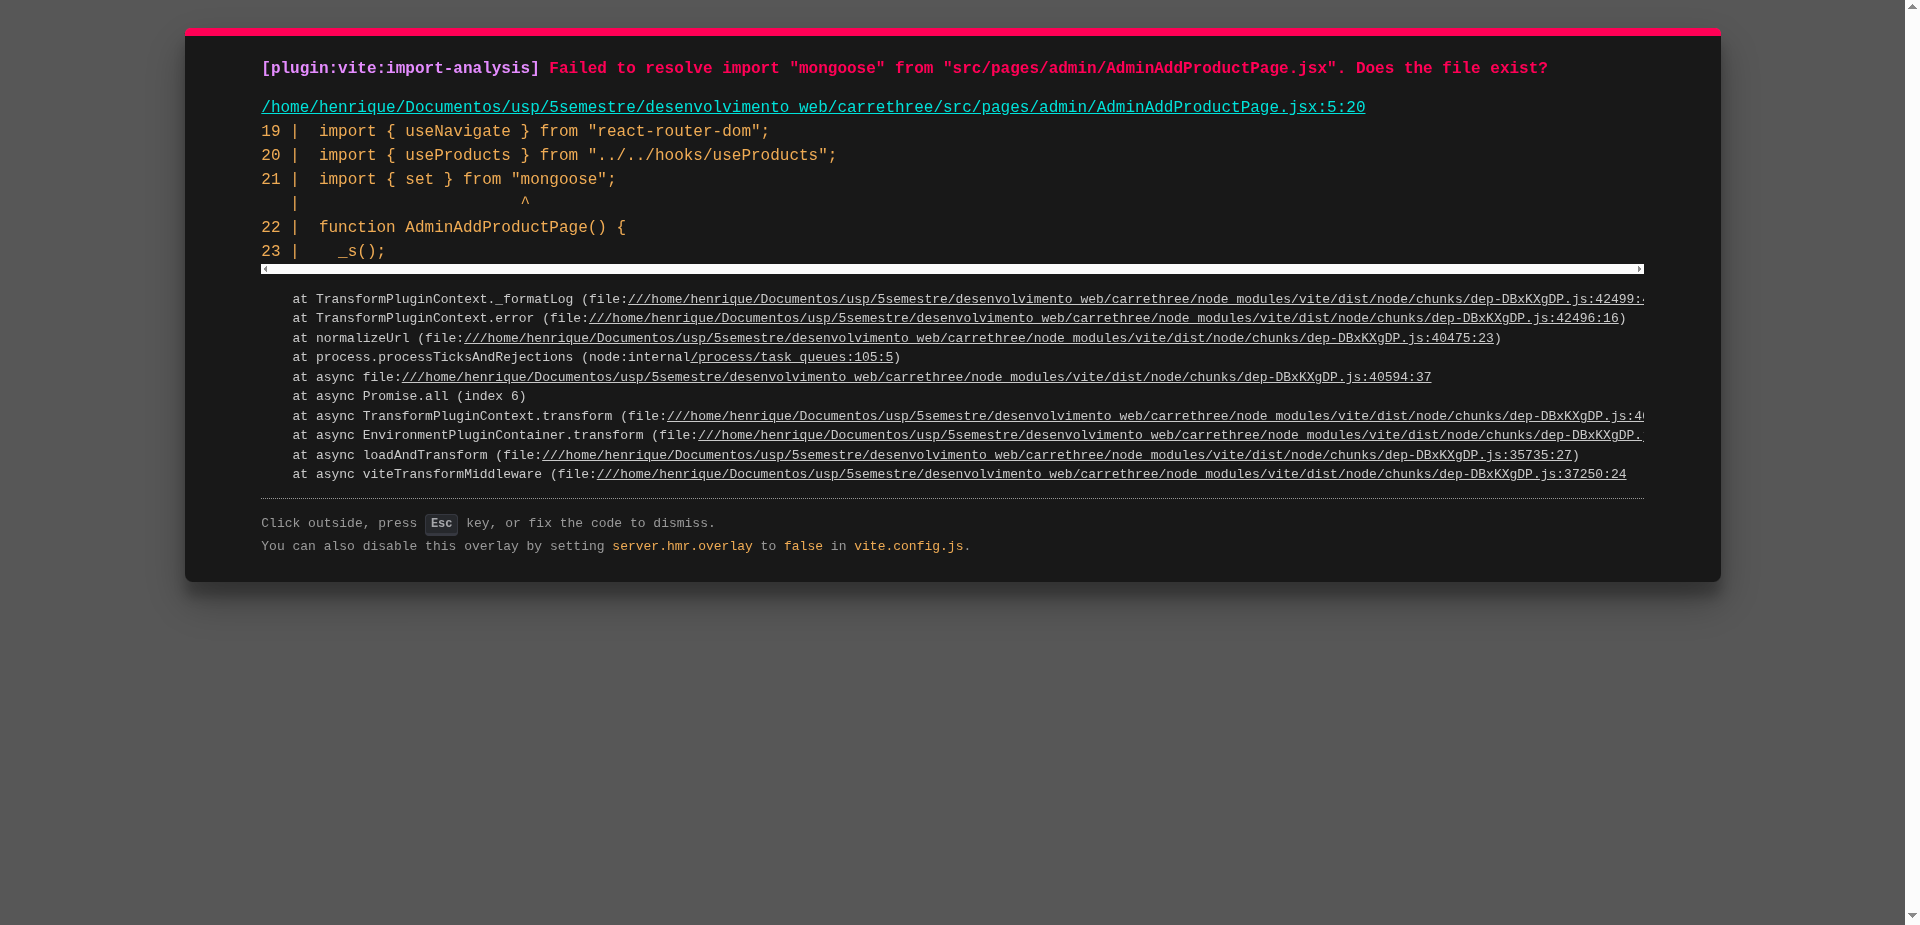 [plugin:vite:import-analysis] Failed to resolve import "mongoose" from "src/pages/admin/AdminAddProductPage.jsx". Does the file exist?
/home/henrique/Documentos/usp/5semestre/desenvolvimento_web/carrethree/src/pages/admin/AdminAddProductPage.jsx:5:20
19 |  import { useNavigate } from "react-router-dom";
20 |  import { useProducts } from "../../hooks/useProducts";
21 |  import { set } from "mongoose";
   |                       ^
22 |  function AdminAddProductPage() {
23 |    _s();
    at TransformPluginContext._formatLog (file:///home/henrique/Documentos/usp/5semestre/desenvolvimento_web/carrethree/node_modules/vite/dist/node/chunks/dep-DBxKXgDP.js:42499:
    at TransformPluginContext.error (file:///home/henrique/Documentos/usp/5semestre/desenvolvimento_web/carrethree/node_modules/vite/dist/node/chunks/dep-DBxKXgDP.js:42496:16)
    at normalizeUrl (file:///home/henrique/Documentos/usp/5semestre/desenvolvimento_web/carrethree/node_modules/vite/dist/node/chunks/dep-DBxKXgDP.js:40475:23)
    at process.processTicksAndRejections (node:internal/process/task_queues:105:5)
    at async file:///home/henrique/Documentos/usp/5semestre/desenvolvimento_web/carrethree/node_modules/vite/dist/node/chunks/dep-DBxKXgDP.js:40594:37
    at async Promise.all (index 6)
    at async TransformPluginContext.transform (file:///home/henrique/Documentos/usp/5semestre/desenvolvimento_web/carrethree/node_modules/vite/dist/node/chunks/dep-DBxKXgDP.js:4
    at async EnvironmentPluginContainer.transform (file:///home/henrique/Documentos/usp/5semestre/desenvolvimento_web/carrethree/node_modules/vite/dist/node/chunks/dep-DBxKXgDP.
    at async loadAndTransform (file:///home/henrique/Documentos/usp/5semestre/desenvolvimento_web/carrethree/node_modules/vite/dist/node/chunks/dep-DBxKXgDP.js:35735:27)
    at async viteTransformMiddleware (file:///home/henrique/Documentos/usp/5semestre/desenvolvimento_web/carrethree/node_modules/vite/dist/node/chunks/dep-DBxKXgDP.js:37250:24
Click outside, press Esc key, or fix the code to dismiss.
You can also disable this overlay by setting server.hmr.overlay to false in vite.config.js.